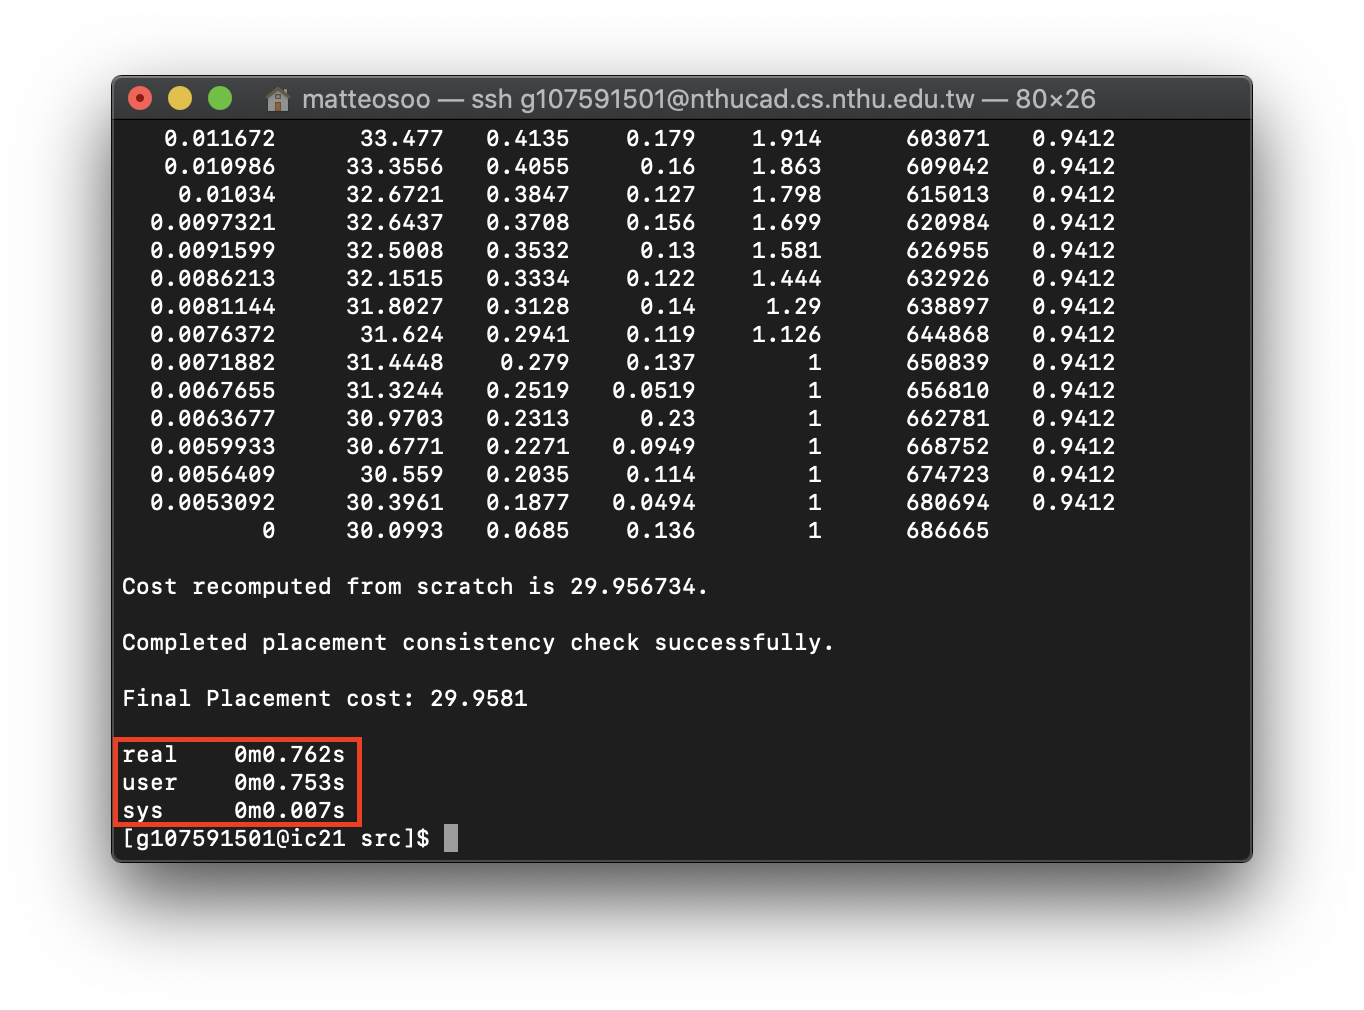 matteosoo — ssh g107591501@nthucad.cs.nthu.edu.tw — 80×26
0.011672 33.477 0.4135 0.179 1.914 603071 0.9412
0.010986 33.3556 0.4055 0.16 1.863 609042 0.9412
0.01034 32.6721 0.3847 0.127 1.798 615013 0.9412
0.0097321 32.6437 0.3708 0.156 1.699 620984 0.9412
0.0091599 32.5008 0.3532 0.13 1.581 626955 0.9412
0.0086213 32.1515 0.3334 0.122 1.444 632926 0.9412
0.0081144 31.8027 0.3128 0.14 1.29 638897 0.9412
0.0076372 31.624 0.2941 0.119 1.126 644868 0.9412
0.0071882 31.4448 0.279 0.137 1 650839 0.9412
0.0067655 31.3244 0.2519 0.0519 1 656810 0.9412
0.0063677 30.9703 0.2313 0.23 1 662781 0.9412
0.0059933 30.6771 0.2271 0.0949 1 668752 0.9412
0.0056409 30.559 0.2035 0.114 1 674723 0.9412
0.0053092 30.3961 0.1877 0.0494 1 680694 0.9412
0 30.0993 0.0685 0.136 1 686665
Cost recomputed from scratch is 29.956734.
Completed placement consistency check successfully.
Final Placement cost: 29.9581
real 0m0.762s
user 0m0.753s
sys 0m0.007s
[g107591501@ic21 src]$